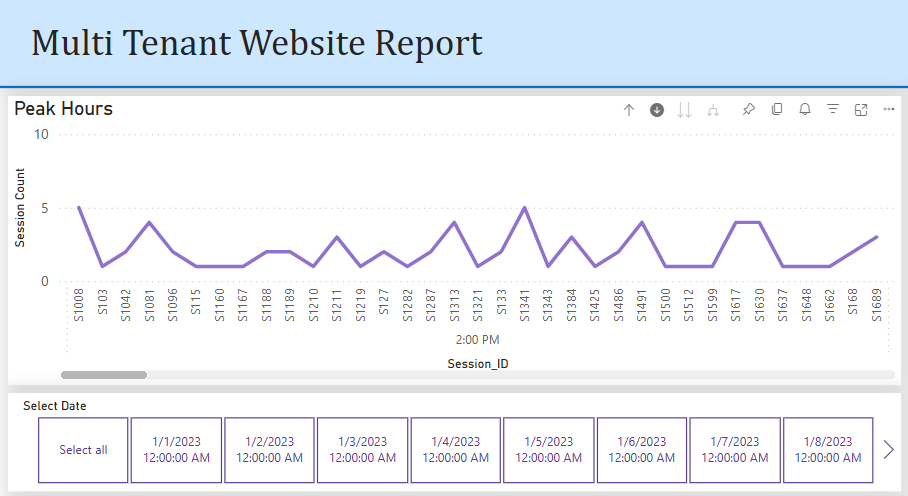 Multi Tenant Website Report
Peak Hours
10
5
0
Session Count
S1008 S103 S1042 S1081 S1096 S115 S1160 S1167 S1188 S1189 S1210 S1211 S1219 S127 S1282 S1287 S1313 S1321 S133 S1341 S1343 S1384 S1425 S1486 S1491 S1500 S1512 S1599 S1617 S1630 S1637 S1648 S1662 S168 S1689
2:00 PM
Session_ID
Select Date
Select all
1/1/2023
12:00:00 AM
1/2/2023
12:00:00 AM
1/3/2023
12:00:00 AM
1/4/2023
12:00:00 AM
1/5/2023
12:00:00 AM
1/6/2023
12:00:00 AM
1/7/2023
12:00:00 AM
1/8/2023
12:00:00 AM